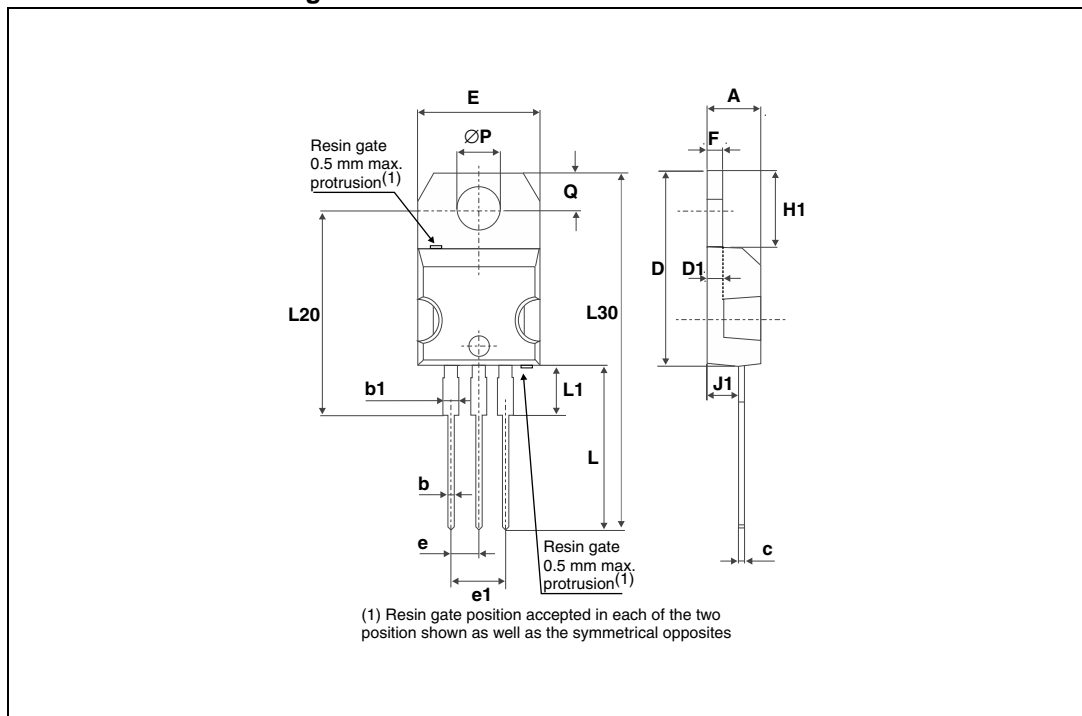 E
A
ØP
F
Resin gate
0.5 mm max.
protrusion(1)
Q
H1
D
D1
L20
L30
b1
L1
J1
L
b
e
c
Resin gate
0.5 mm max.
protrusion(1)
e1
(1) Resin gate position accepted in each of the two
position shown as well as the symmetrical opposites